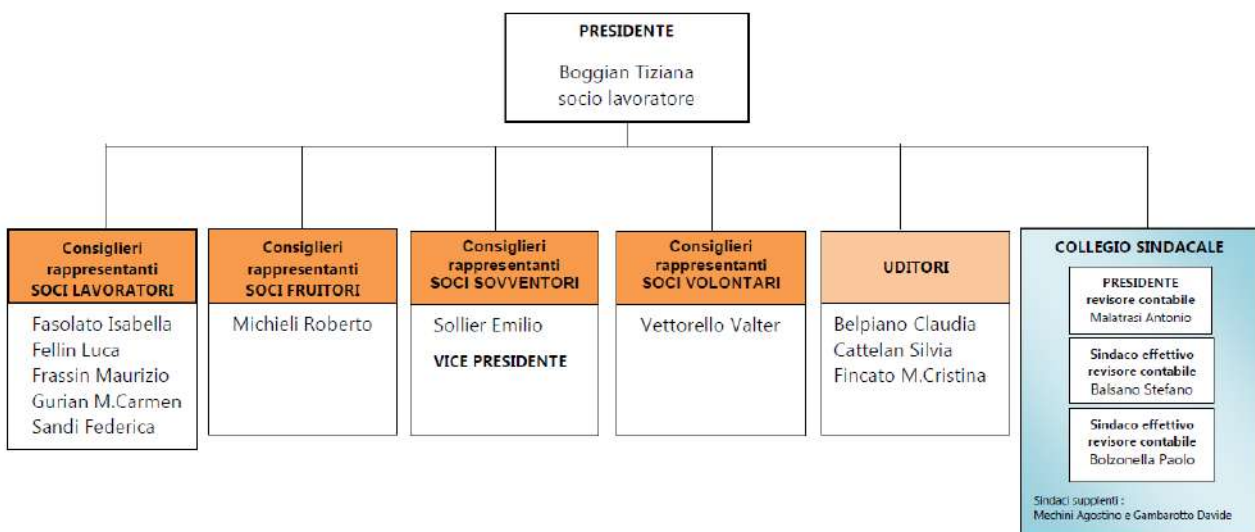 PRESIDENTE
Boggian Tiziana
socio lavoratore
Consiglieri
rappresentanti
SOCI LAVORATORI
Fasolato Isabella
Fellin Luca
Frassin Maurizio
Gurian M.Carmen
Sandi Federica
Consiglieri
rappresentanti
SOCI FRUITORI
Michieli Roberto
Consiglieri
rappresentanti
SOCI SOVVENTORI
Sollier Emilio
VICE PRESIDENTE
Consiglieri
rappresentanti
SOCI VOLONTARI
Vettorello Valter
UDITORI
Belpiano Claudia
Cattelan Silvia
Fincato M.Cristina
COLLEGIO SINDACALE
PRESIDENTE
revisore contabile
Malatrasi Antonio
Sindaco effettivo
revisore contabile
Balsano Stefano
Sindaco effettivo
revisore contabile
Bolzonella Paolo
Sindaci supplenti :
Mechini Agostino e Gambarotto Davide